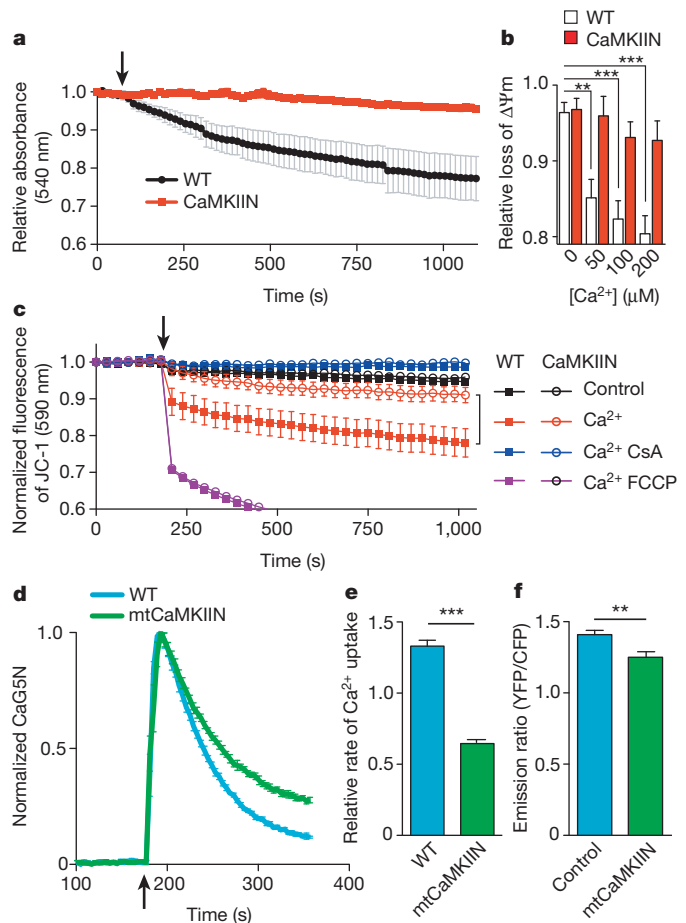 a
Relative absorbance
(540 nm)
1.0
0.9
0.8
0.7
0.6
WT
CaMKIIN
0 250 500 750 1000
Time (s)
b
WT
CaMKIIN
Relative loss of ΔΨm
***
***
**
1.0
0.9
0.8
0 50 100 200
[Ca²⁺] (μM)
c
Normalized fluorescence
of JC-1 (590 nm)
1.0
0.9
0.8
0.7
0.6
0 250 500 750 1,000
Time (s)
WT CaMKIIN
Control
Ca²⁺
Ca²⁺ CsA
Ca²⁺ FCCP
d
WT
mtCaMKIIN
Normalized CaG5N
1.0
0.5
0
100 200 300 400
Time (s)
e
Relative rate of Ca²⁺ uptake
***
1.5
1.0
0.5
0
WT
mtCaMKIIN
f
Emission ratio (YFP/CFP)
**
1.5
1.0
0.5
0
Control
mtCaMKIIN